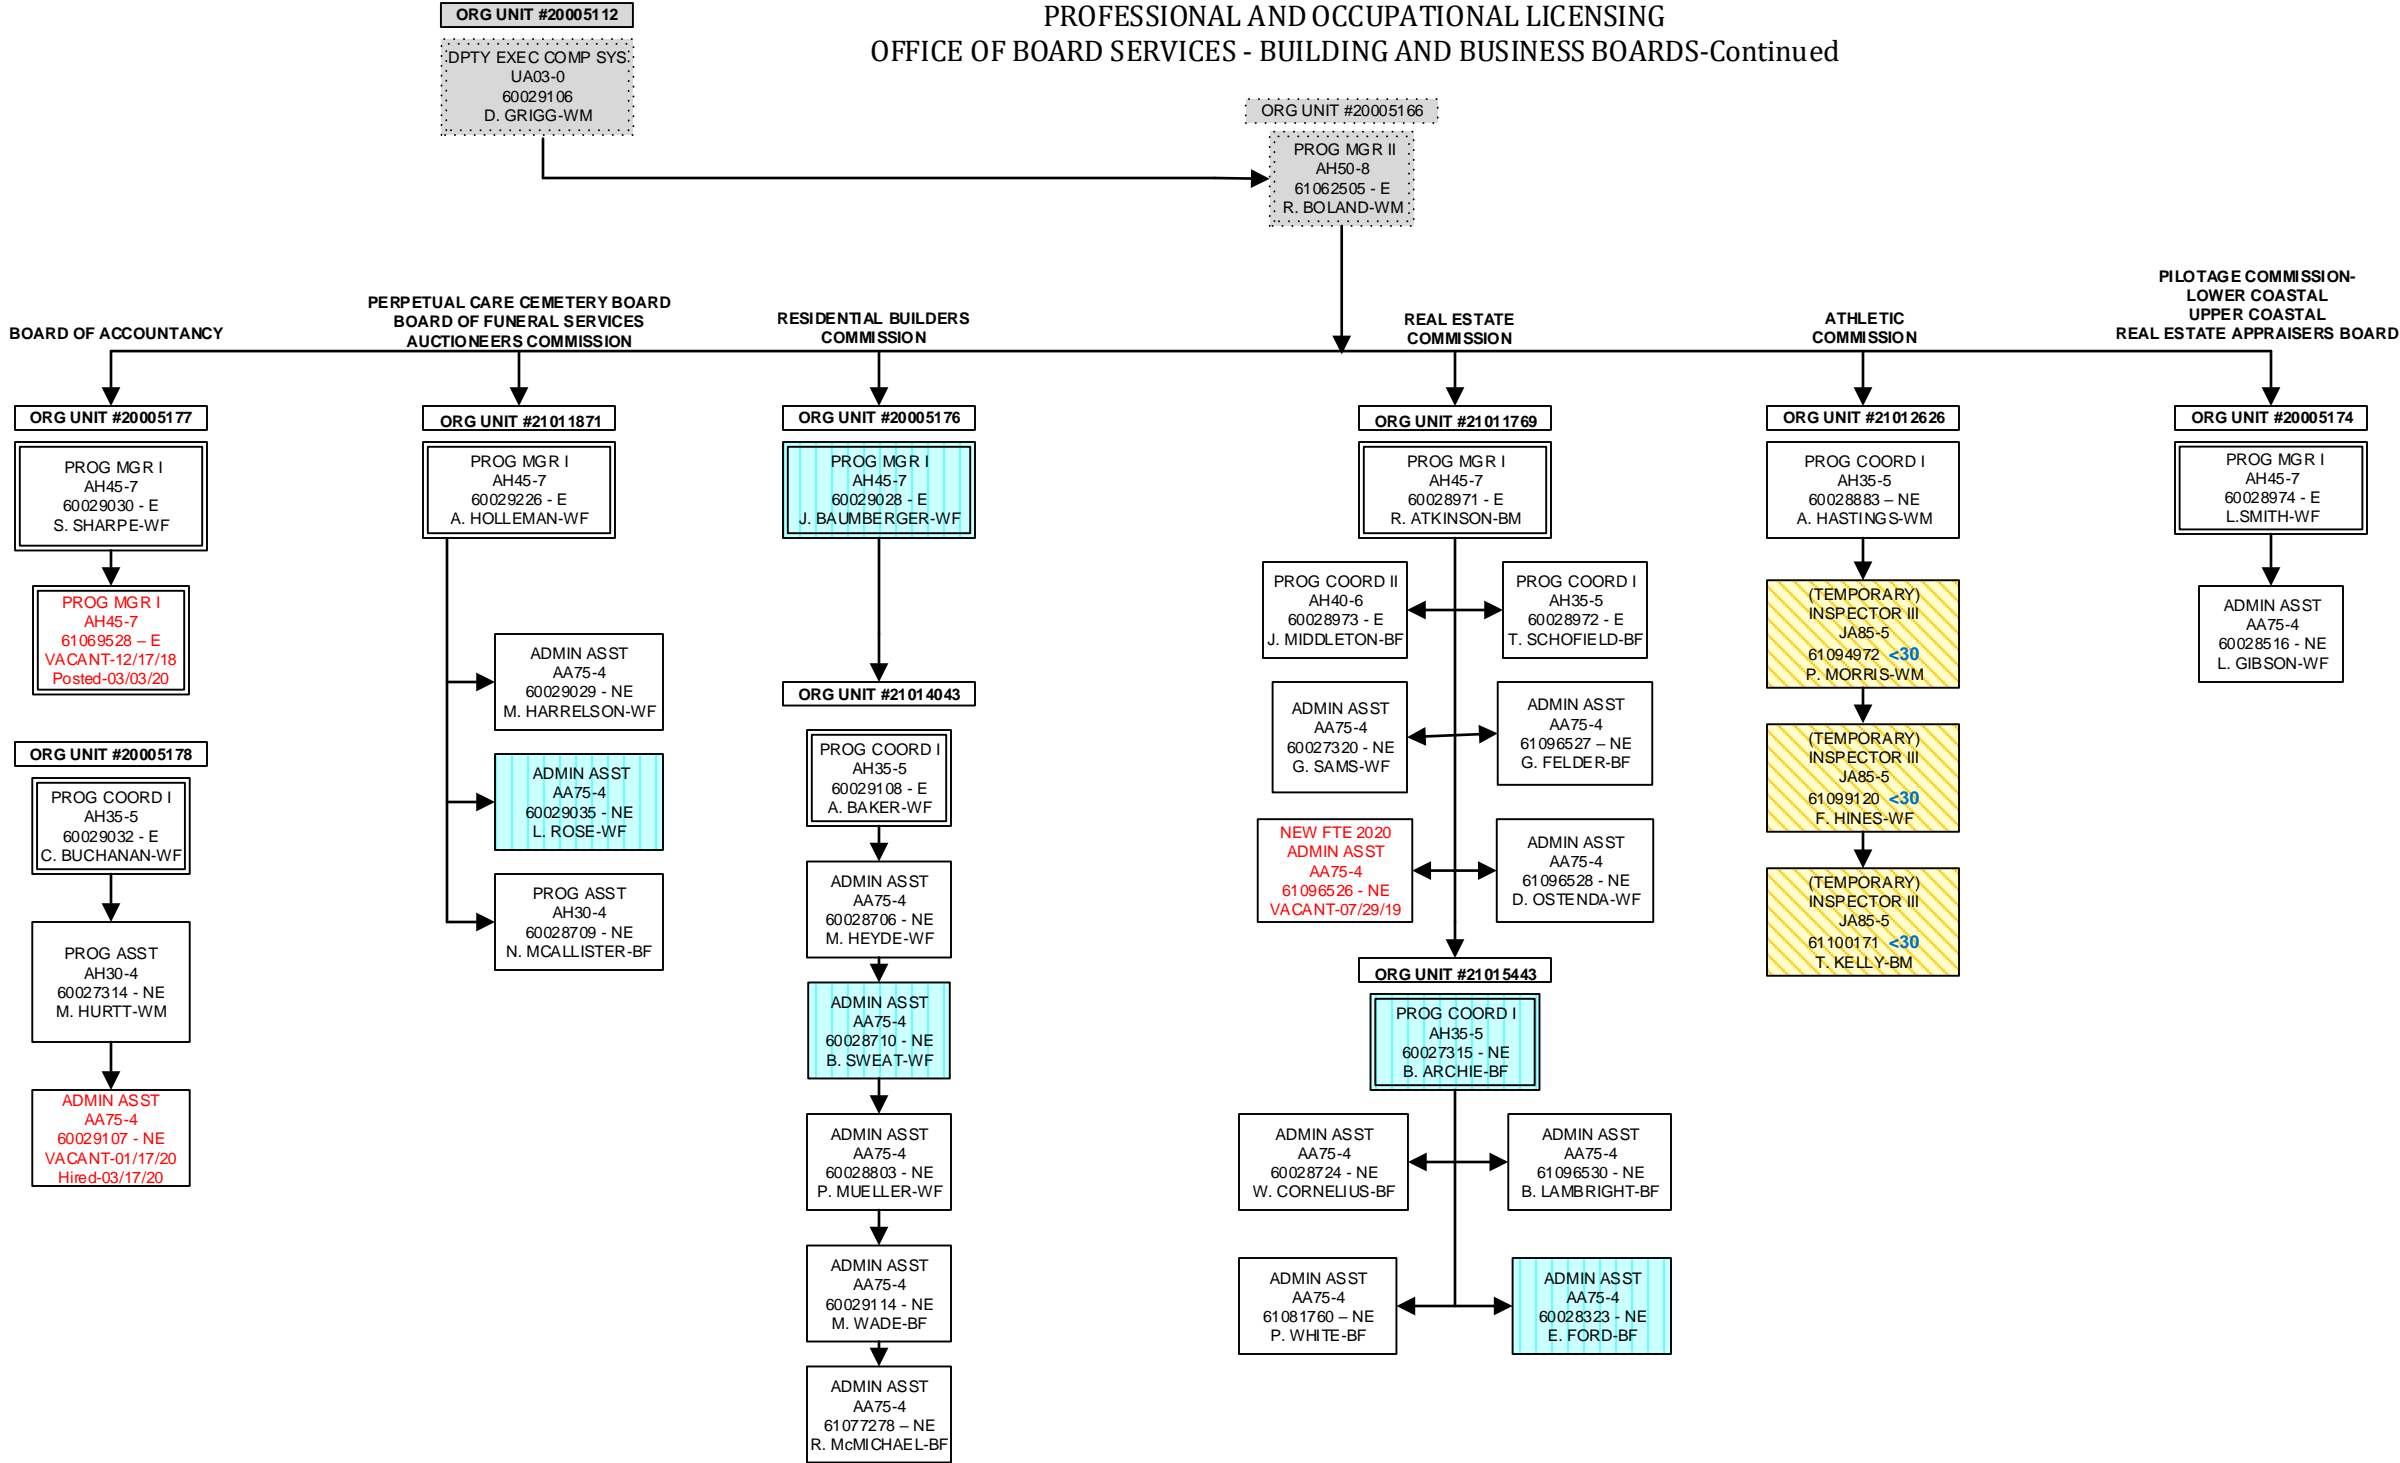 ORG UNIT #20005112
PROFESSIONAL AND OCCUPATIONAL LICENSING
OFFICE OF BOARD SERVICES - BUILDING AND BUSINESS BOARDS-Continued
DPTY EXEC COMP SYS
UA03-0
60029106
D. GRIGG-WM
ORG UNIT #20005166
PROG MGR II
AH50-8
61062505 - E
R. BOLAND-WM
BOARD OF ACCOUNTANCY
ORG UNIT #20005177
PROG MGR I
AH45-7
60029030 - E
S. SHARPE-WF
PROG MGR I
AH45-7
61069528 – E
VACANT-12/17/18
Posted-03/03/20
ORG UNIT #20005178
PROG COORD I
AH35-5
60029032 - E
C. BUCHANAN-WF
PROG ASST
AH30-4
60027314 - NE
M. HURTT-WM
ADMIN ASST
AA75-4
60029107 - NE
VACANT-01/17/20
Hired-03/17/20
PERPETUAL CARE CEMETERY BOARD
BOARD OF FUNERAL SERVICES
AUCTIONEERS COMMISSION
ORG UNIT #21011871
PROG MGR I
AH45-7
60029226 - E
A. HOLLEMAN-WF
ADMIN ASST
AA75-4
60029029 - NE
M. HARRELSON-WF
ADMIN ASST
AA75-4
60029035 - NE
L. ROSE-WF
PROG ASST
AH30-4
60028709 - NE
N. MCALLISTER-BF
RESIDENTIAL BUILDERS
COMMISSION
ORG UNIT #20005176
PROG MGR I
AH45-7
60029028 - E
J. BAUMBERGER-WF
ORG UNIT #21014043
PROG COORD I
AH35-5
60029108 - E
A. BAKER-WF
ADMIN ASST
AA75-4
60028706 - NE
M. HEYDE-WF
ADMIN ASST
AA75-4
60028710 - NE
B. SWEAT-WF
ADMIN ASST
AA75-4
60028803 - NE
P. MUELLER-WF
ADMIN ASST
AA75-4
60029114 - NE
M. WADE-BF
ADMIN ASST
AA75-4
61077278 – NE
R. McMICHAEL-BF
REAL ESTATE
COMMISSION
ORG UNIT #21011769
PROG MGR I
AH45-7
60028971 - E
R. ATKINSON-BM
PROG COORD II
AH40-6
60028973 - E
J. MIDDLETON-BF
PROG COORD I
AH35-5
60028972 - E
T. SCHOFIELD-BF
ADMIN ASST
AA75-4
60027320 - NE
G. SAMS-WF
ADMIN ASST
AA75-4
61096527 – NE
G. FELDER-BF
NEW FTE 2020
ADMIN ASST
AA75-4
61096526 - NE
VACANT-07/29/19
ADMIN ASST
AA75-4
61096528 - NE
D. OSTENDA-WF
ORG UNIT #21015443
PROG COORD I
AH35-5
60027315 - NE
B. ARCHIE-BF
ADMIN ASST
AA75-4
60028724 - NE
W. CORNELIUS-BF
ADMIN ASST
AA75-4
61096530 - NE
B. LAMBRIGHT-BF
ADMIN ASST
AA75-4
61081760 – NE
P. WHITE-BF
ADMIN ASST
AA75-4
60028323 - NE
E. FORD-BF
ATHLETIC
COMMISSION
ORG UNIT #21012626
PROG COORD I
AH35-5
60028883 – NE
A. HASTINGS-WM
(TEMPORARY)
INSPECTOR III
JA85-5
61094972 <30
P. MORRIS-WM
(TEMPORARY)
INSPECTOR III
JA85-5
61099120 <30
F. HINES-WF
(TEMPORARY)
INSPECTOR III
JA85-5
61100171 <30
T. KELLY-BM
PILOTAGE COMMISSION-
LOWER COASTAL
UPPER COASTAL
REAL ESTATE APPRAISERS BOARD
ORG UNIT #20005174
PROG MGR I
AH45-7
60028974 - E
L.SMITH-WF
ADMIN ASST
AA75-4
60028516 - NE
L. GIBSON-WF